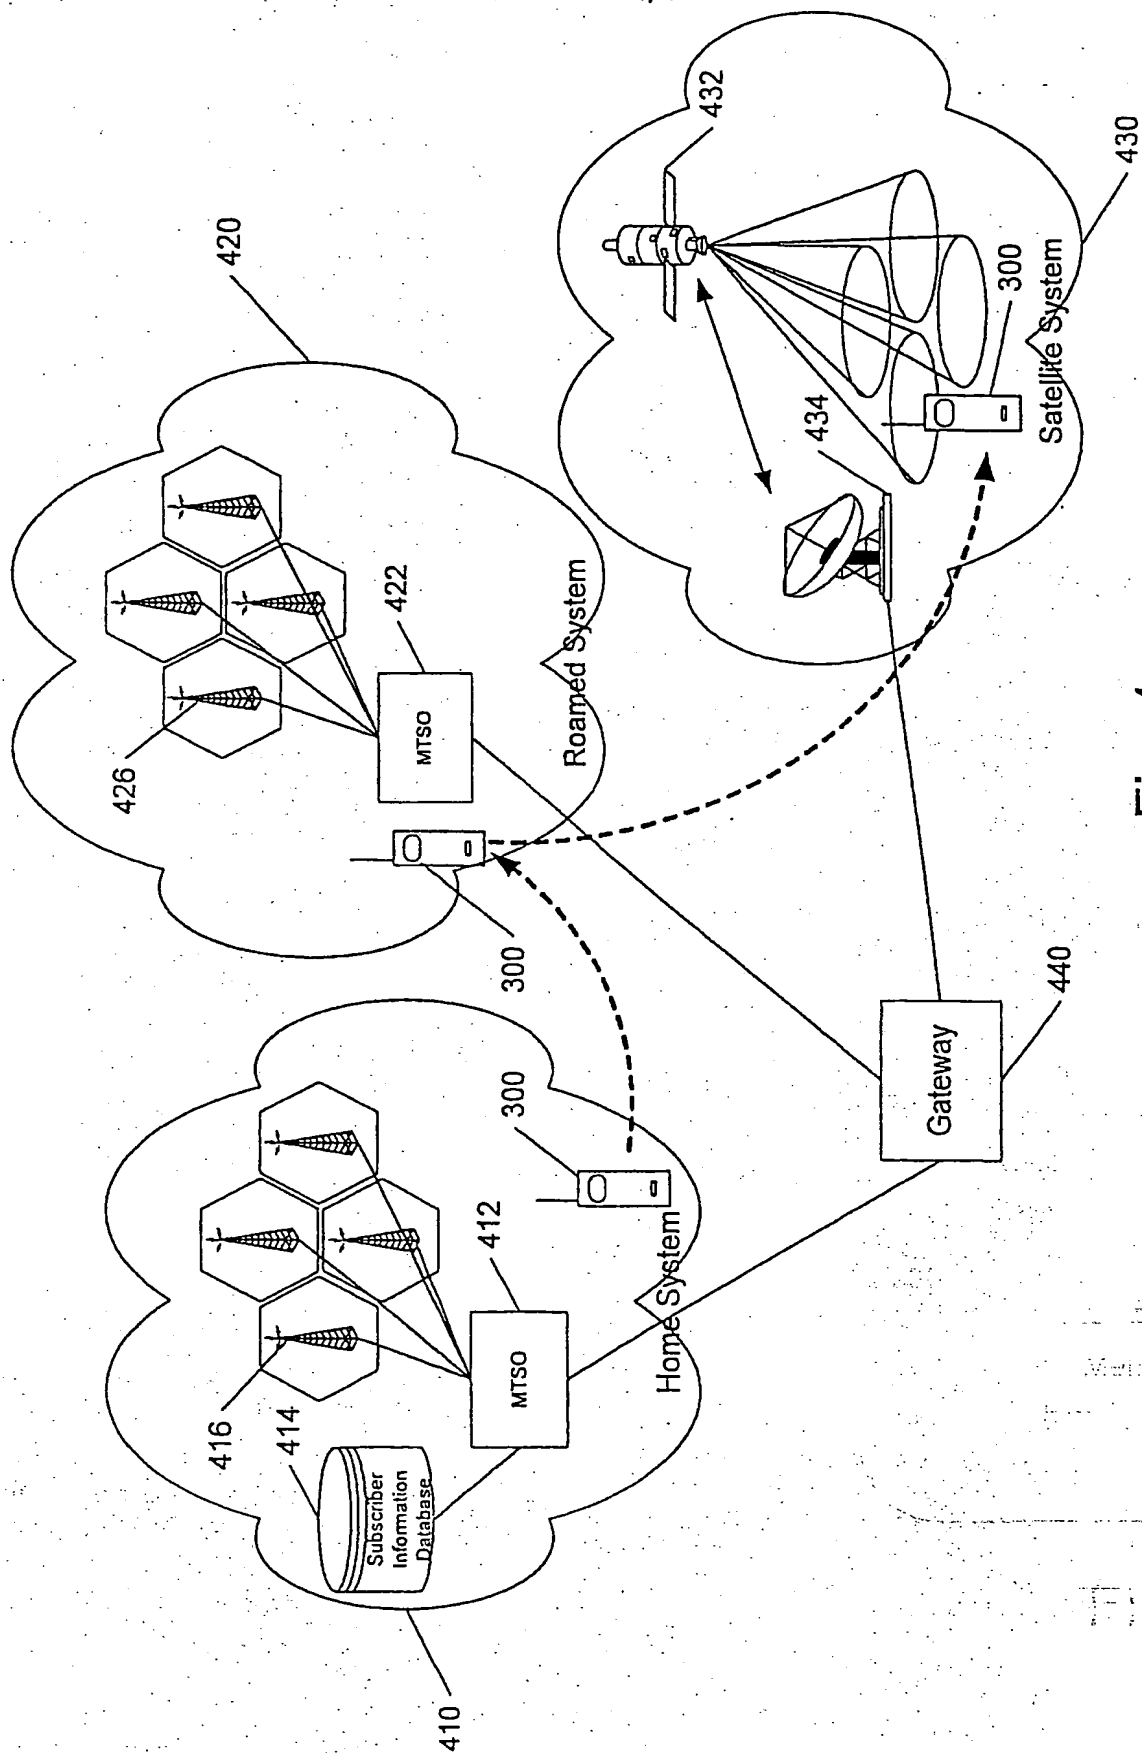 410
414
Subscriber
Information
Database
416
MTSO
412
300
Home System
420
426
MTSO
422
300
Roamed System
432
434
300
Satellite System
430
Gateway
440